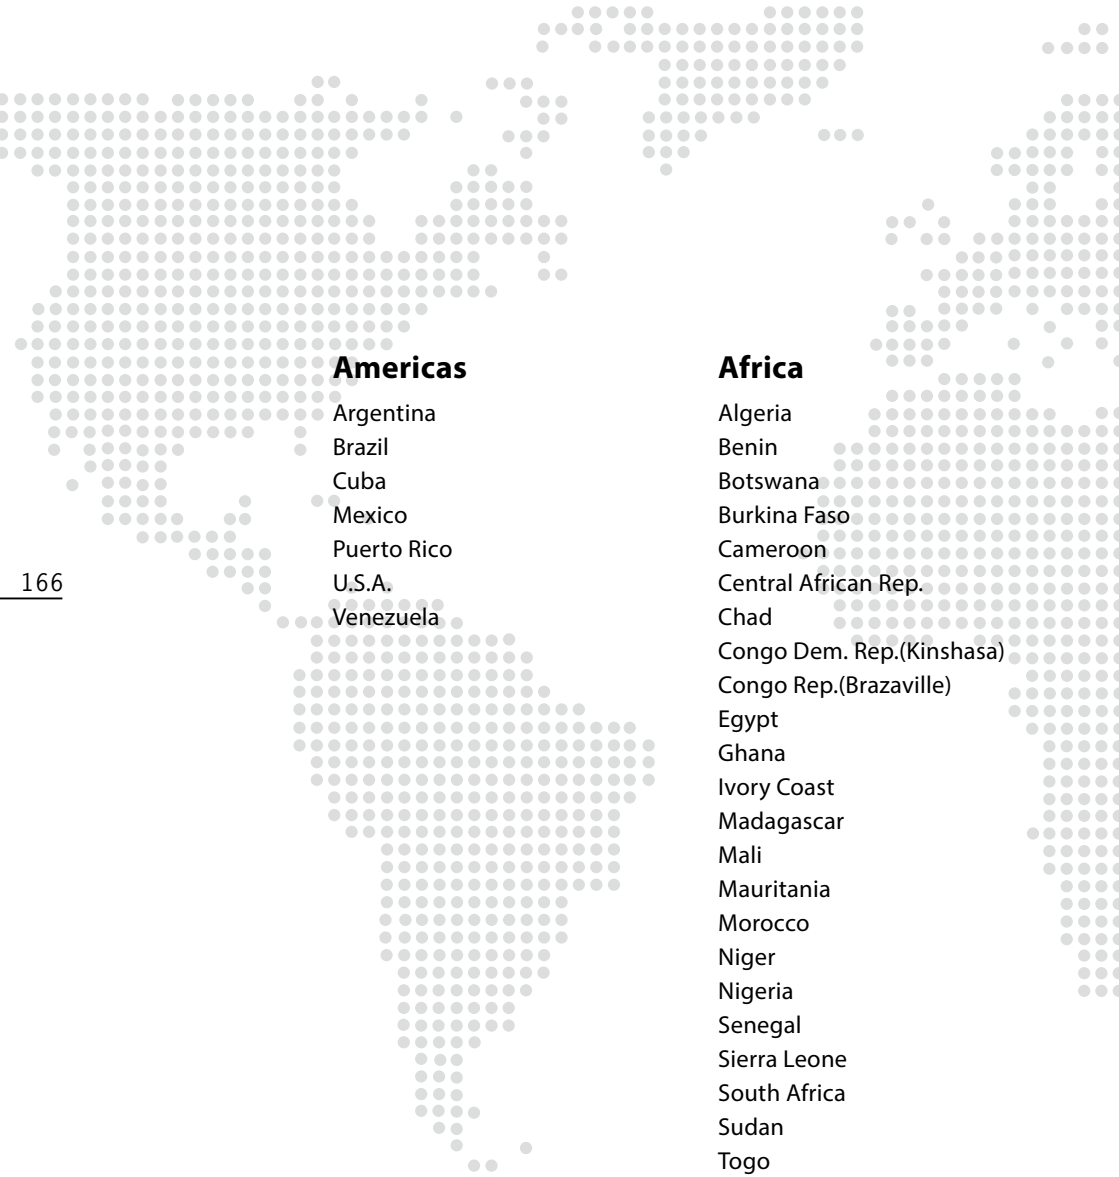 Americas
Argentina
Brazil
Cuba
Mexico
Puerto Rico
U.S.A.
Venezuela
166
Africa
Algeria
Benin
Botswana
Burkina Faso
Cameroon
Central African Rep.
Chad
Congo Dem. Rep.(Kinshasa)
Congo Rep.(Brazaville)
Egypt
Ghana
Ivory Coast
Madagascar
Mali
Mauritania
Morocco
Niger
Nigeria
Senegal
Sierra Leone
South Africa
Sudan
Togo